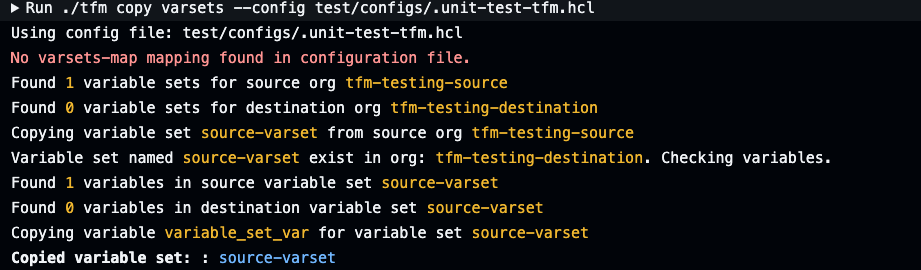 Run ./tfm copy varsets --config test/configs/.unit-test-tfm.hcl
Using config file: test/configs/.unit-test-tfm.hcl
No varsets-map mapping found in configuration file.
Found 1 variable sets for source org tfm-testing-source
Found 0 variable sets for destination org tfm-testing-destination
Copying variable set source-varset from source org tfm-testing-source
Variable set named source-varset exist in org: tfm-testing-destination. Checking variables.
Found 1 variables in source variable set source-varset
Found 0 variables in destination variable set source-varset
Copying variable variable_set_var for variable set source-varset
Copied variable set: : source-varset